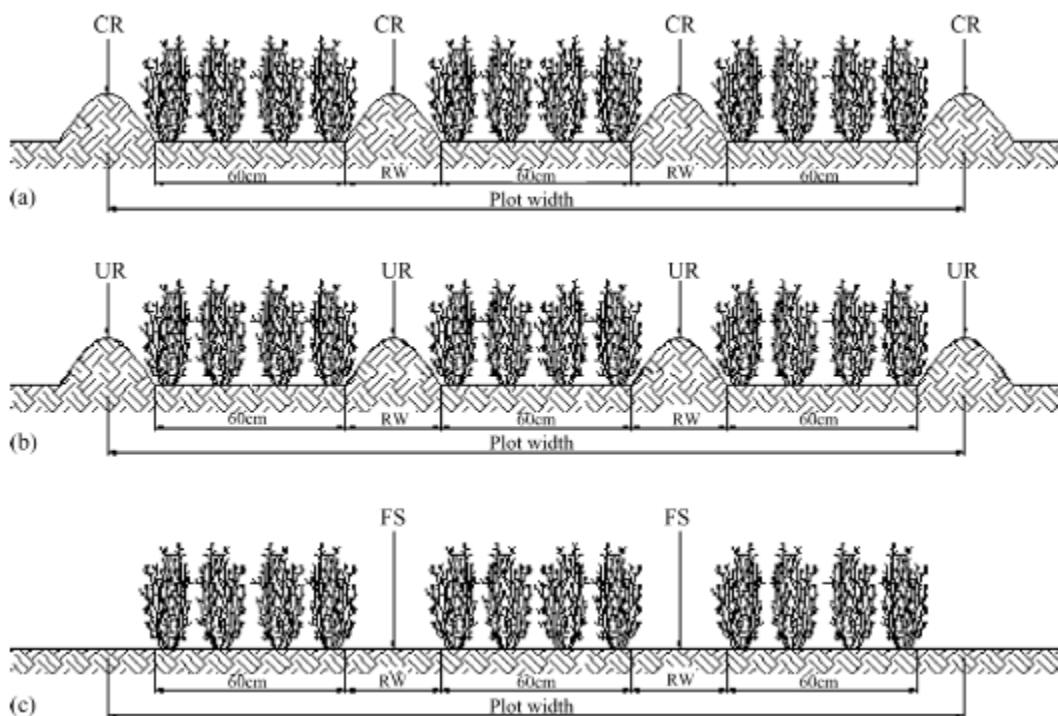 CR CR CR CR
60cm RW 60cm RW 60cm
(a) Plot width
UR UR UR UR
60cm RW 60cm RW 60cm
(b) Plot width
FS FS
60cm RW 60cm RW 60cm
(c) Plot width